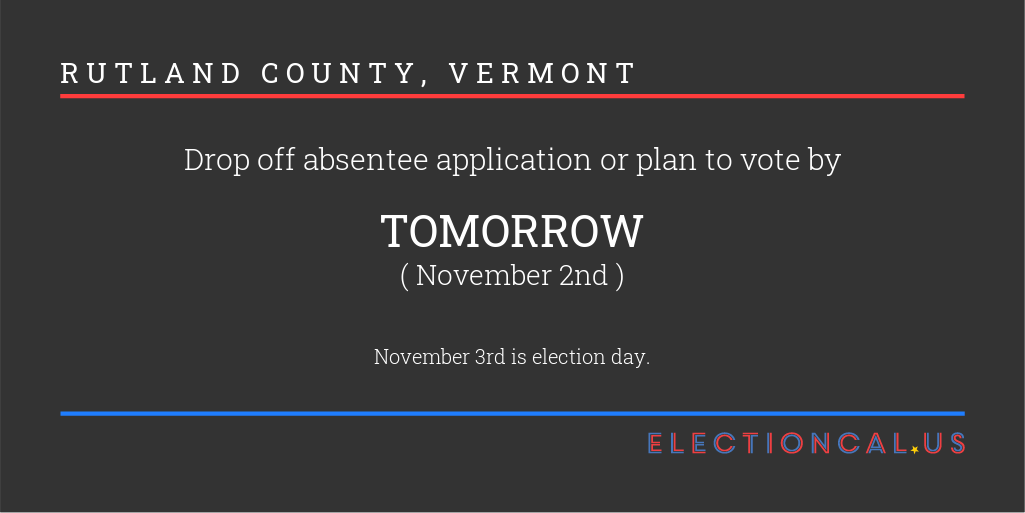 RUTLAND COUNTY, VERMONT
Drop off absentee application or plan to vote by
TOMORROW
( November 2nd )
November 3rd is election day.
ELECTIONCAL.US